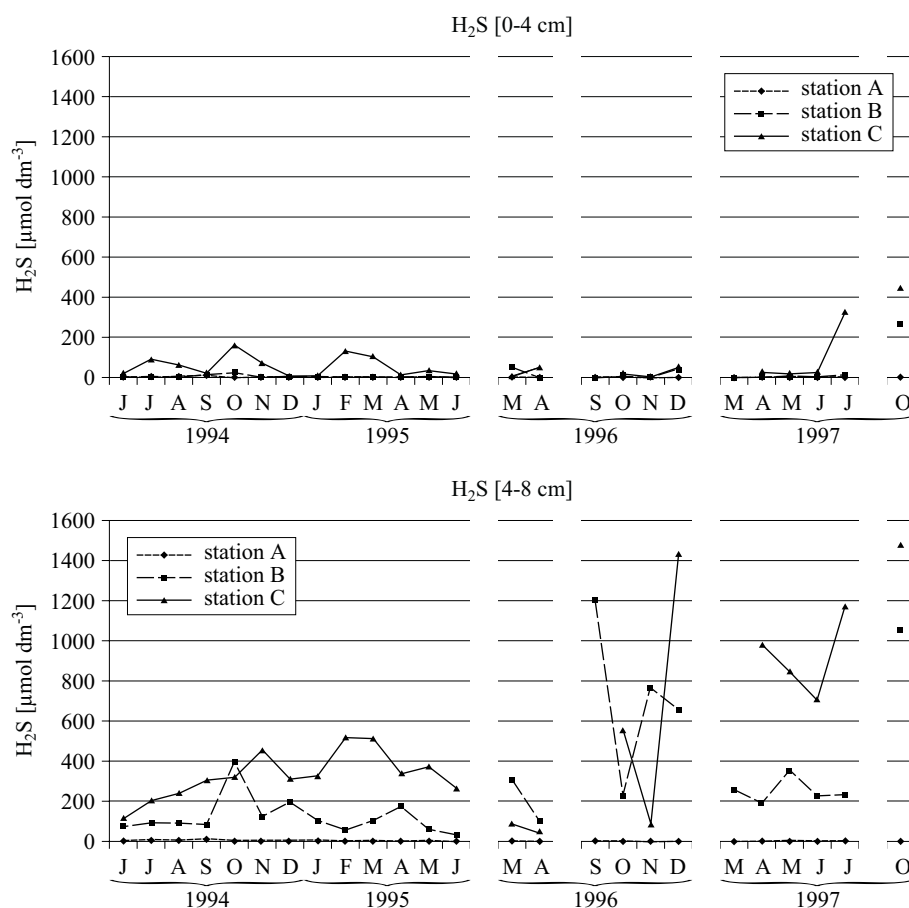 H₂S [0-4 cm]
H₂S [µmol dm⁻³]
1600
1400
1200
1000
800
600
400
200
0
station A
station B
station C
J J A S O N D J F M A M J M A S O N D M A M J J O
1994 1995 1996 1997
H₂S [4-8 cm]
H₂S [µmol dm⁻³]
1600
1400
1200
1000
800
600
400
200
0
station A
station B
station C
J J A S O N D J F M A M J M A S O N D M A M J J O
1994 1995 1996 1997